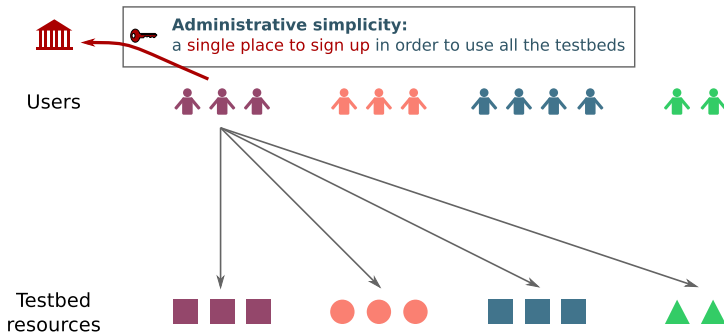 Administrative simplicity:
a single place to sign up in order to use all the testbeds
Users
Testbed
resources